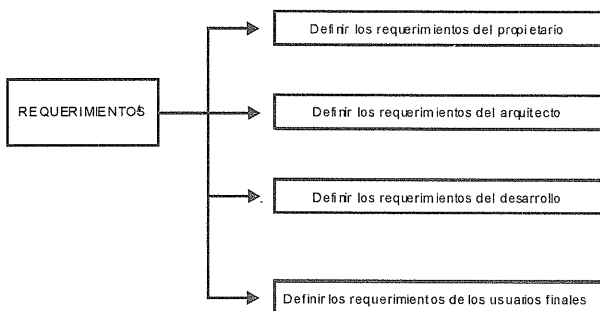 Definir los requerimientos del propietario
REQUERIMIENTOS
Definir los requerimientos del arquitecto
Definir los requerimientos del desarrollo
Definir los requerimientos de los usuarios finales